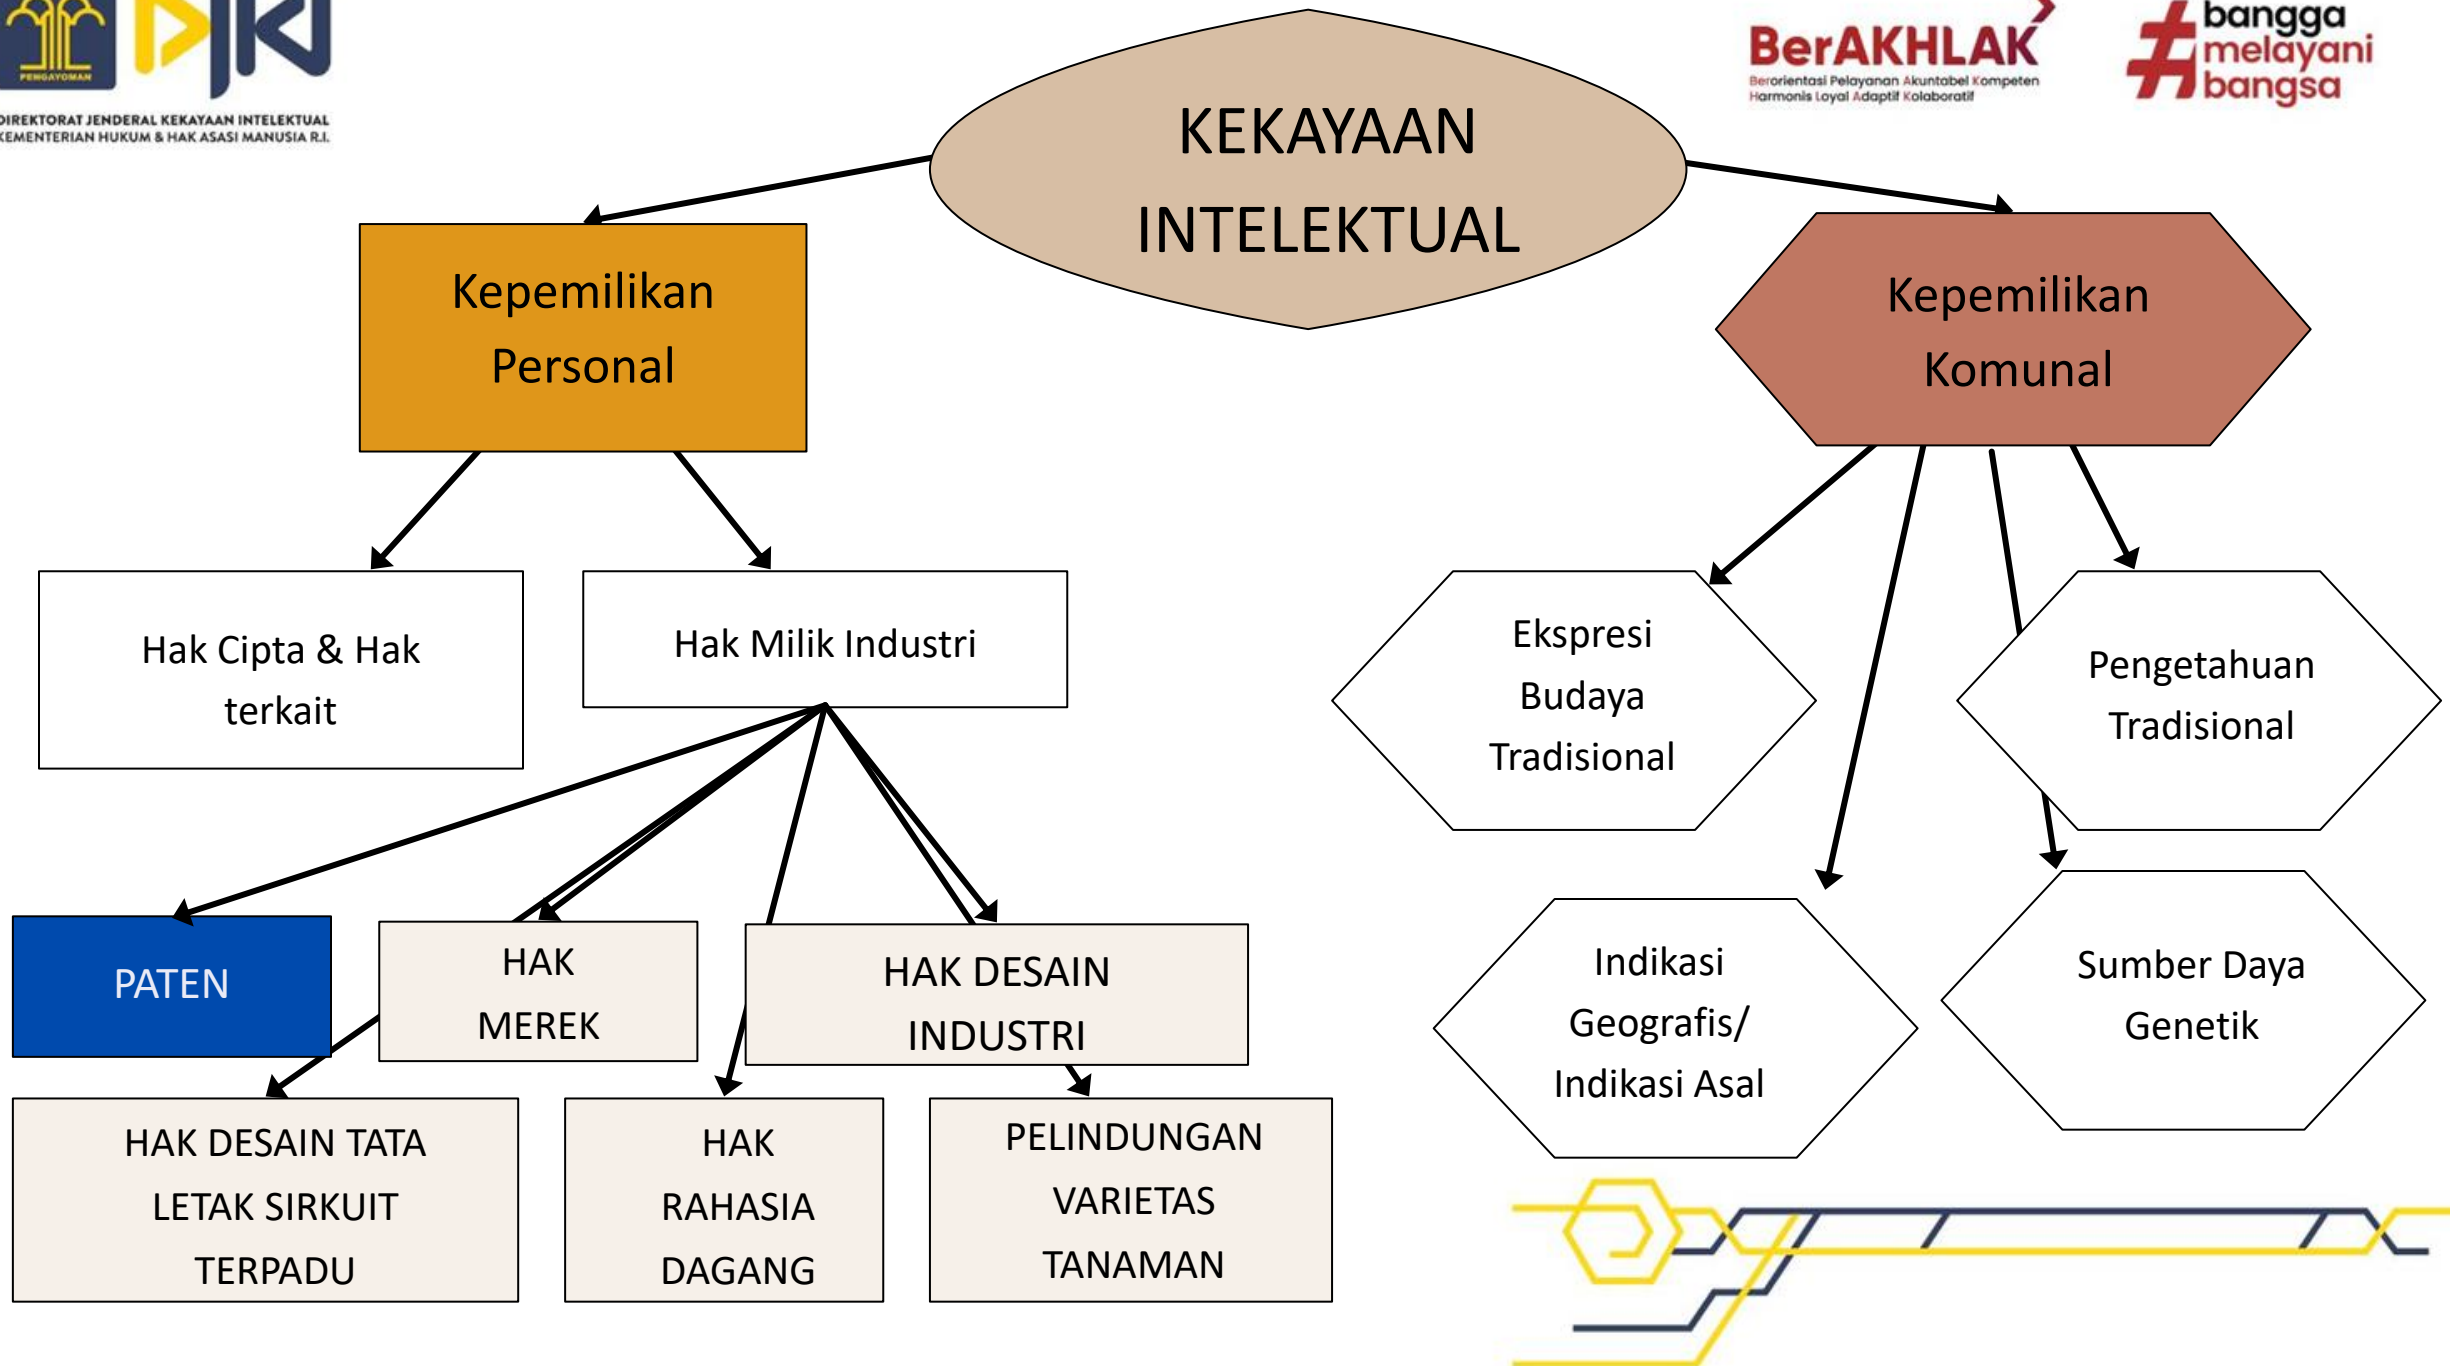 PENGAYOMAN
DIREKTORAT JENDERAL KEKAYAAN INTELEKTUAL
KEMENTERIAN HUKUM & HAK ASASI MANUSIA R.I.
BerAKHLAK
Berorientasi Pelayanan Akuntabel Kompeten
Harmonis Loyal Adaptif Kolaboratif
#bangga
melayani
bangsa
KEKAYAAN
INTELEKTUAL
Kepemilikan
Personal
Kepemilikan
Komunal
Hak Cipta & Hak
terkait
Hak Milik Industri
Ekspresi
Budaya
Tradisional
Pengetahuan
Tradisional
PATEN
HAK
MEREK
HAK DESAIN
INDUSTRI
Indikasi
Geografis/
Indikasi Asal
Sumber Daya
Genetik
HAK DESAIN TATA
LETAK SIRKUIT
TERPADU
HAK
RAHASIA
DAGANG
PELINDUNGAN
VARIETAS
TANAMAN